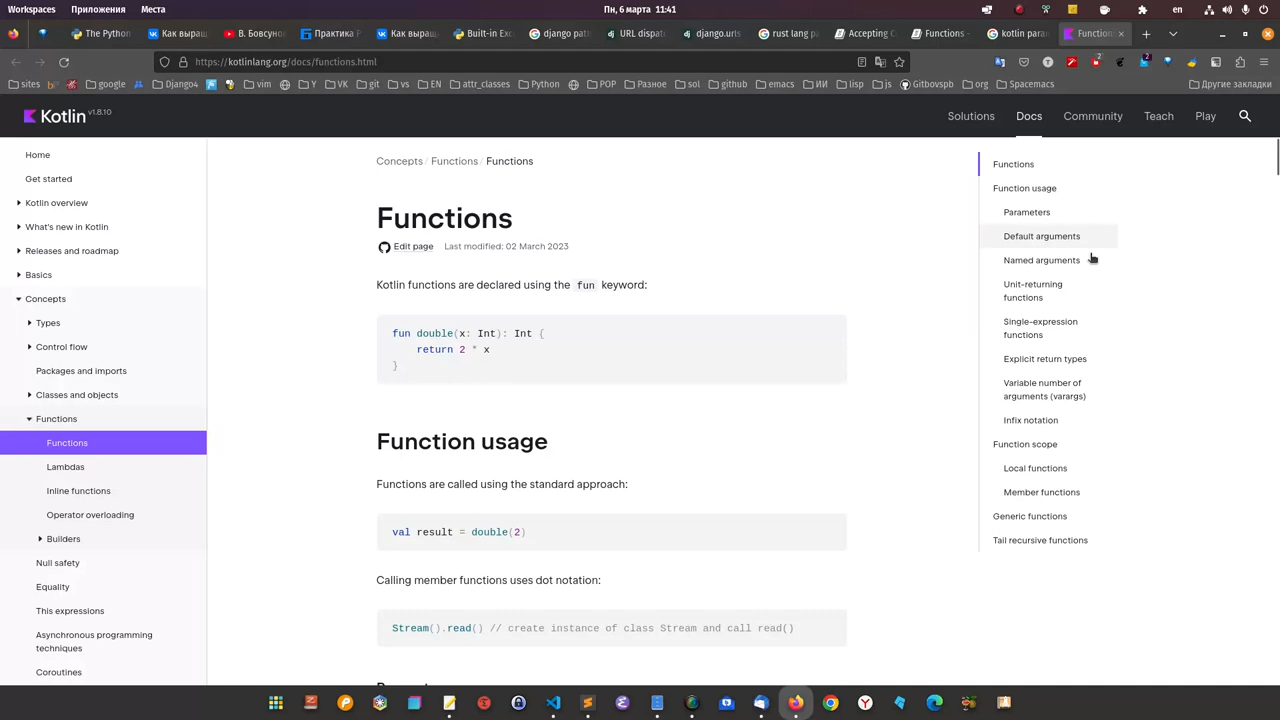 Workspaces Приложения Места Пн, 6 марта 11:41 en
The Python Как выращ В. Бовсуно Практика Р Как выращ Built-in Exc django path URL dispat django.urls rust lang pa Accepting C Functions - kotlin para Function
https://kotlinlang.org/docs/functions.html
sites bin google Django4 vim Y VK git vs EN attr_classes Python POP Разное sol github emacs ИИ lisp js Gitbovspb org Spacemacs Другие закладки
Kotlin v1.8.10 Solutions Docs Community Teach Play
Home
Get started
Kotlin overview
What's new in Kotlin
Releases and roadmap
Basics
Concepts
Types
Control flow
Packages and imports
Classes and objects
Functions
Functions
Lambdas
Inline functions
Operator overloading
Builders
Null safety
Equality
This expressions
Asynchronous programming
techniques
Coroutines
Concepts / Functions / Functions
Functions
Edit page Last modified: 02 March 2023
Kotlin functions are declared using the fun keyword:
fun double(x: Int): Int {
return 2 * x
}
Function usage
Functions are called using the standard approach:
val result = double(2)
Calling member functions uses dot notation:
Stream().read() // create instance of class Stream and call read()
Functions
Function usage
Parameters
Default arguments
Named arguments
Unit-returning
functions
Single-expression
functions
Explicit return types
Variable number of
arguments (varargs)
Infix notation
Function scope
Local functions
Member functions
Generic functions
Tail recursive functions